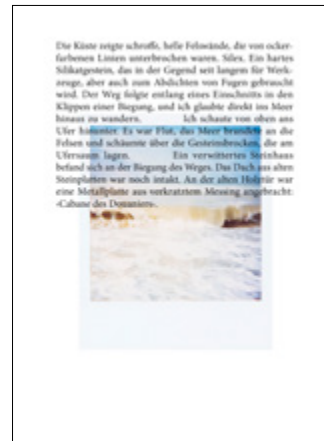 Die Küste zeigte schroffe, helle Felswände, die von ocker-
farbenen Linien unterbrochen waren. Silex. Ein hartes
Silikatgestein, das in der Gegend seit langem für Werk-
zeuge, aber auch zum Abdichten von Fugen gebraucht
wird. Der Weg folgte entlang eines Einschnitts in den
Klippen einer Biegung, und ich glaubte direkt ins Meer
hinaus zu wandern. Ich schaute von oben ans
Ufer hinunter. Es war Flut, das Meer brandete an die
Felsen und schäumte über die Gesteinsbrocken, die am
Ufersaum lagen. Ein verwittertes Steinhaus
befand sich an der Biegung des Weges. Das Dach aus alten
Steinplatten war noch intakt. An der alten Holztür war
eine Metallplatte aus verkratztem Messing angebracht:
«Cabane des Douaniers».